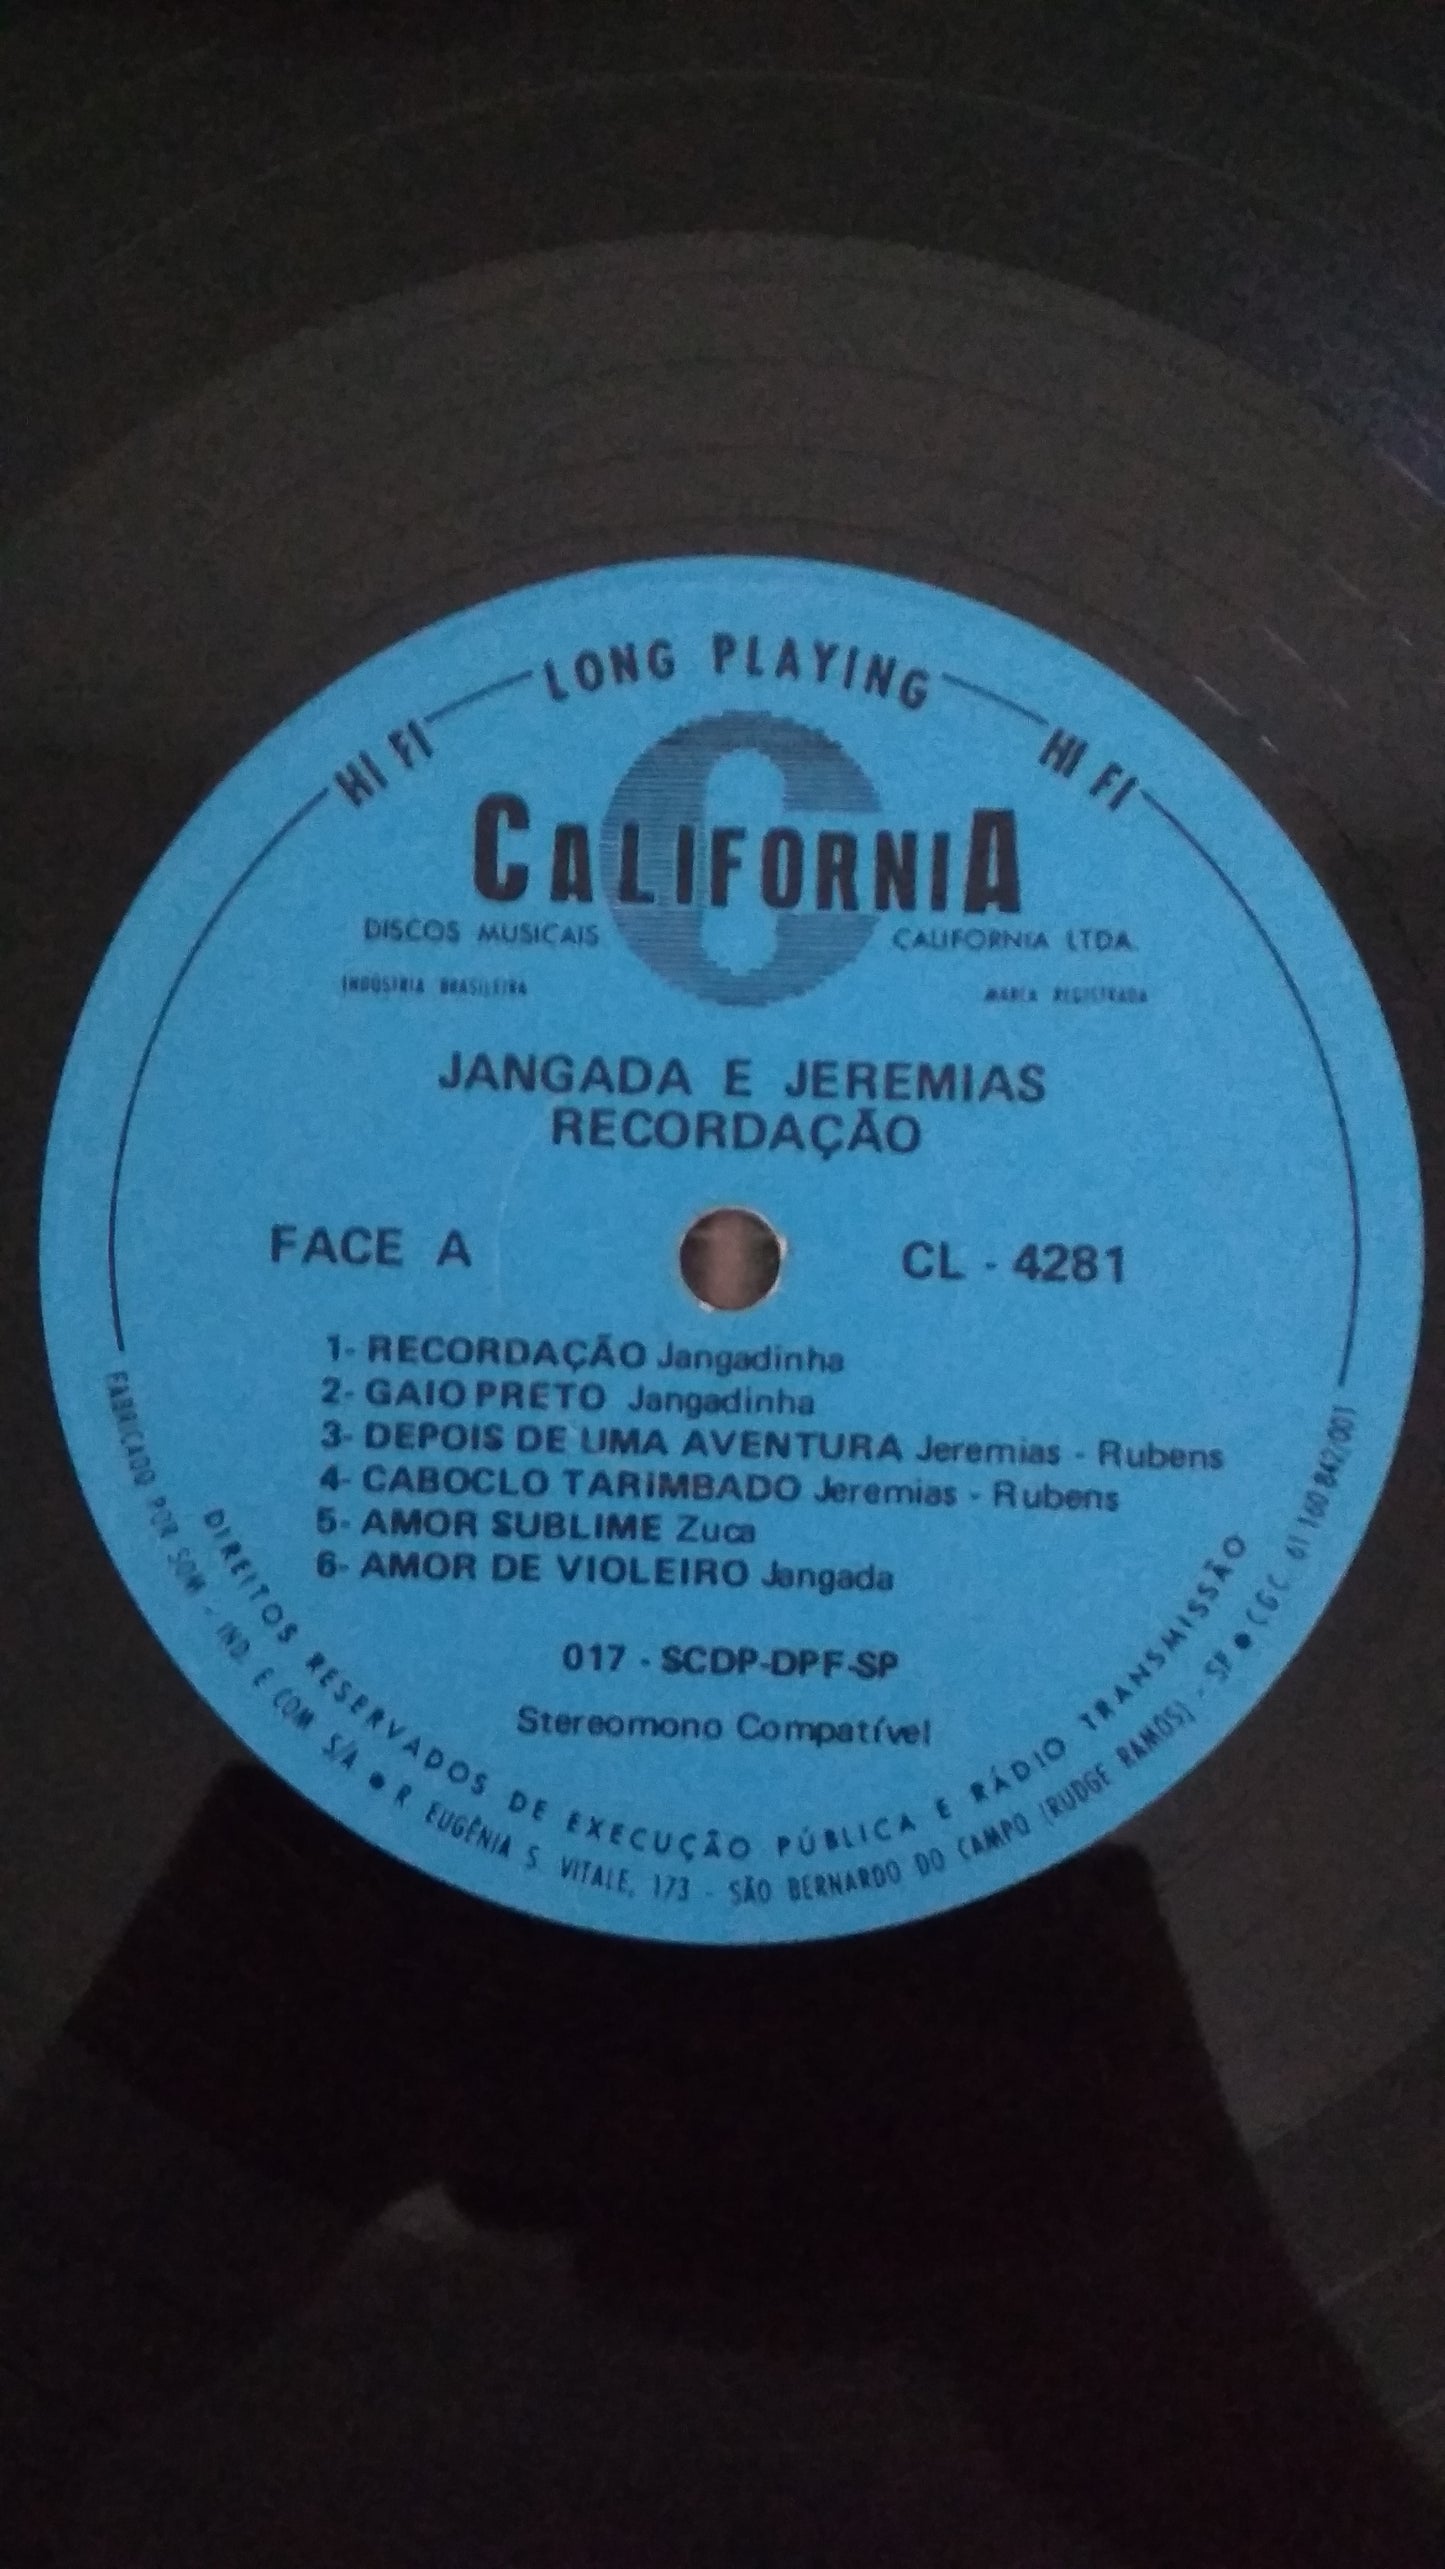 HI FI LONG PLAYING HI FI
CALIFORNIA
DISCOS MUSICAIS CALIFORNIA LTDA.
INDÚSTRIA BRASILEIRA MARCA REGISTRADA
JANGADA E JEREMIAS
RECORDAÇÃO
FACE A CL - 4281
1- RECORDAÇÃO Jangadinha
2- GAIO PRETO Jangadinha
3- DEPOIS DE UMA AVENTURA Jeremias - Rubens
4- CABOCLO TARIMBADO Jeremias - Rubens
5- AMOR SUBLIME Zuca
6- AMOR DE VIOLEIRO Jangada
017 - SCDP-DPF-SP
Stereomono Compatível
DIREITOS RESERVADOS DE EXECUÇÃO PÚBLICA E RÁDIO TRANSMISSÃO
FABRICADO POR SOM - IND. E COM. S/A ● R. EUGÊNIA S. VITALE, 173 - SÃO BERNARDO DO CAMPO (RUDGE RAMOS) - SP ● C.G.C. 61 160 842/001